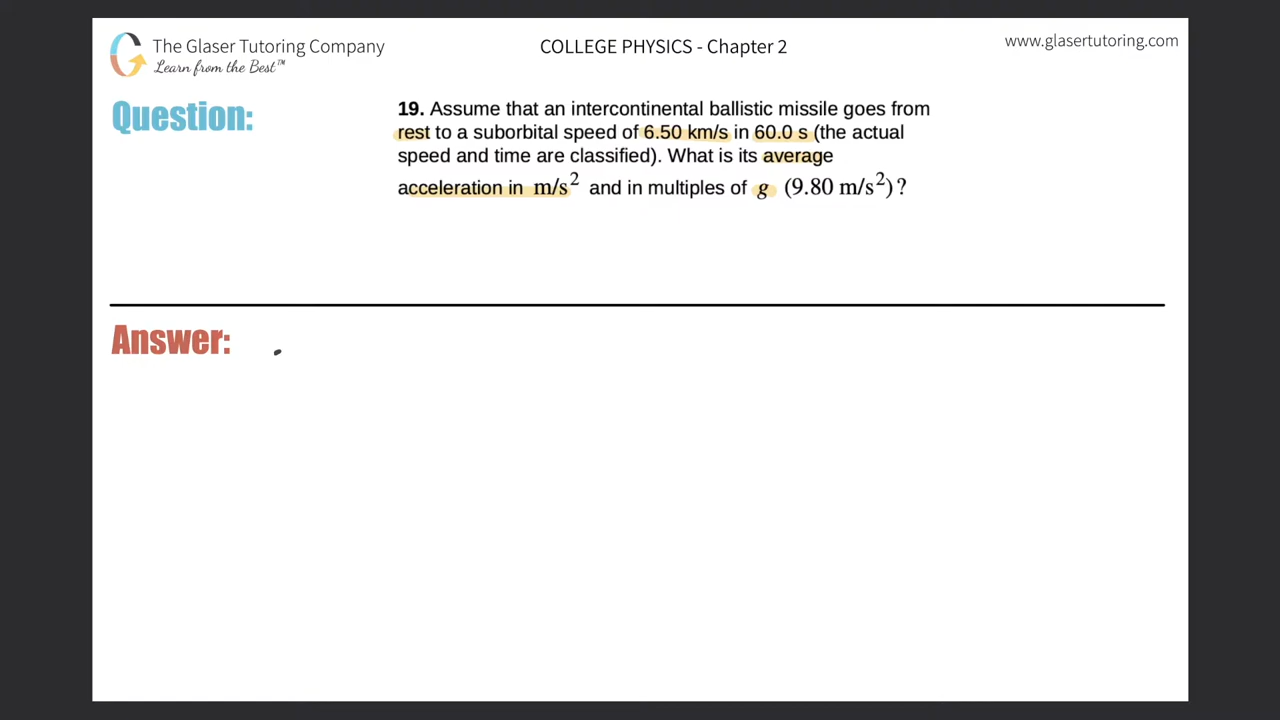 The Glaser Tutoring Company
Learn from the Best™
COLLEGE PHYSICS - Chapter 2
www.glasertutoring.com
Question:
19. Assume that an intercontinental ballistic missile goes from
rest to a suborbital speed of 6.50 km/s in 60.0 s (the actual
speed and time are classified). What is its average
acceleration in m/s² and in multiples of g (9.80 m/s²)?
Answer: